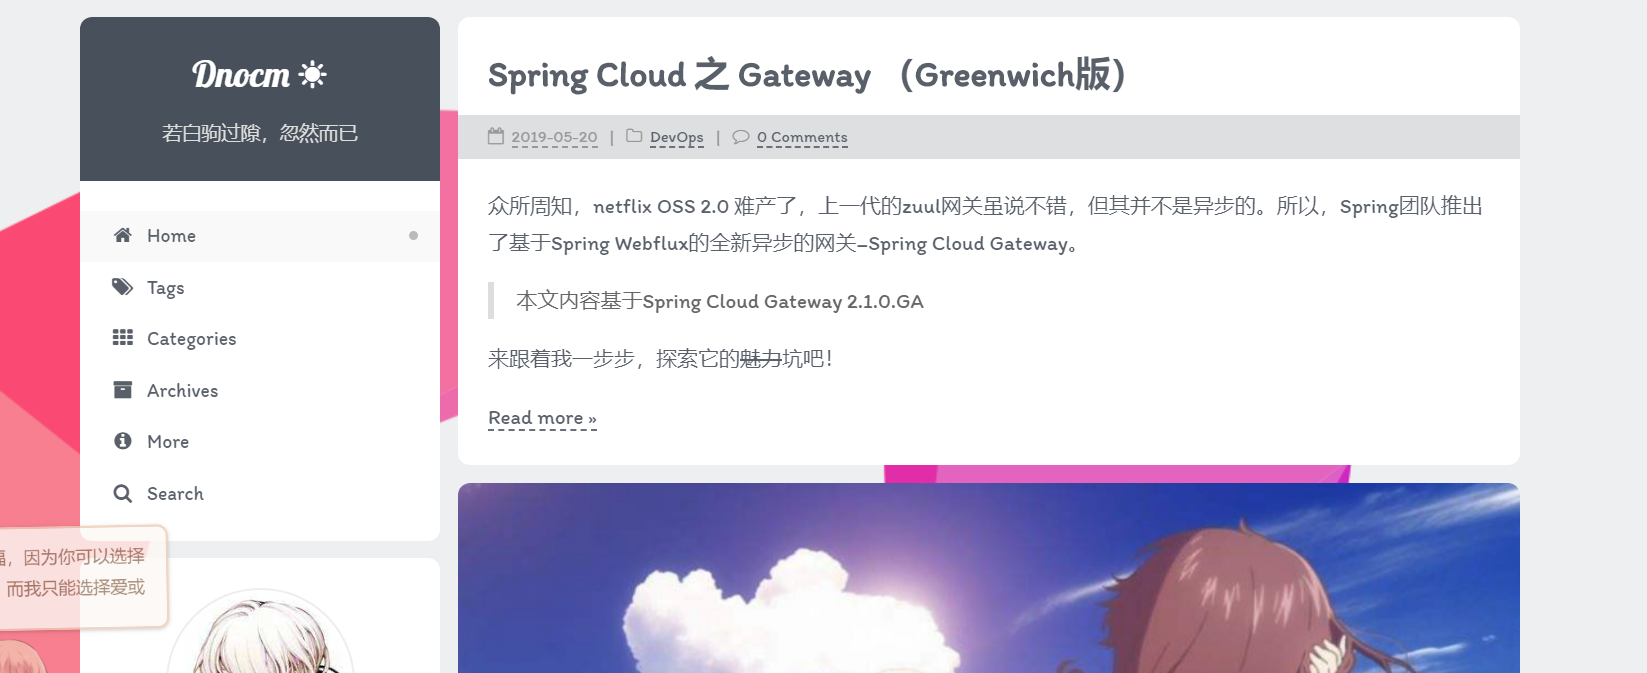 Dnocm
若白驹过隙，忽然而已
Home
Tags
Categories
Archives
More
Search
，因为你可以选择
而我只能选择爱或
Spring Cloud 之 Gateway （Greenwich版）
2019-05-20 | DevOps | 0 Comments
众所周知，netflix OSS 2.0 难产了，上一代的zuul网关虽说不错，但其并不是异步的。所以，Spring团队推出
了基于Spring Webflux的全新异步的网关–Spring Cloud Gateway。
本文内容基于Spring Cloud Gateway 2.1.0.GA
来跟着我一步步，探索它的魅力坑吧！
Read more »